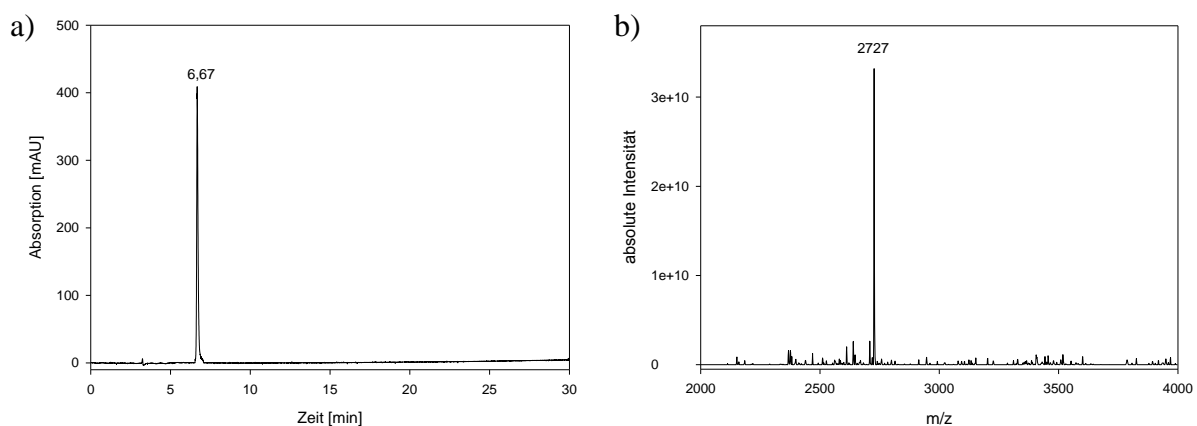 a)
500
400
300
200
100
0
Absorption [mAU]
6,67
0 5 10 15 20 25 30
Zeit [min]
b)
3e+10
2e+10
1e+10
0
absolute Intensität
2727
2000 2500 3000 3500 4000
m/z